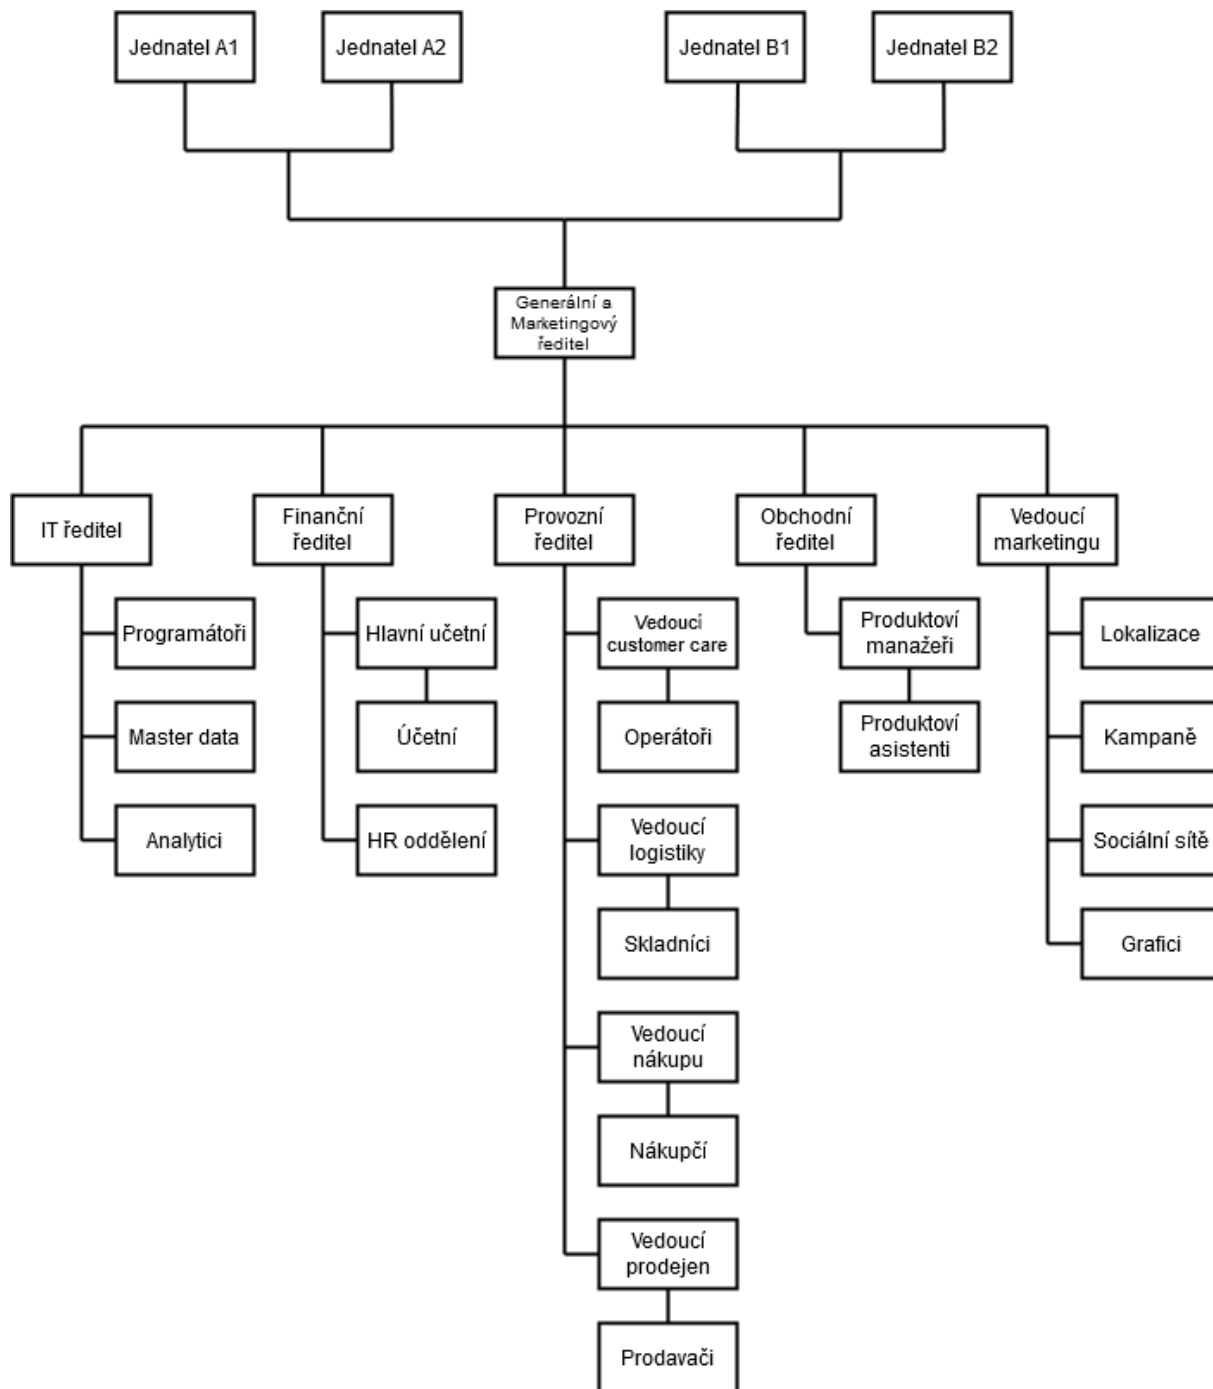 Jednatel A1
Jednatel A2
Jednatel B1
Jednatel B2
Generální a
Marketingový
ředitel
IT ředitel
Finanční
ředitel
Provozní
ředitel
Obchodní
ředitel
Vedoucí
marketingu
Programátoři
Hlavní učetní
Vedoucí
customer care
Produktoví
manažeři
Lokalizace
Master data
Účetní
Operátoři
Produktoví
asistenti
Kampaně
Analytici
HR oddělení
Vedoucí
logistiky
Sociální sítě
Skladníci
Grafici
Vedoucí
nákupu
Nákupčí
Vedoucí
prodejen
Prodavači